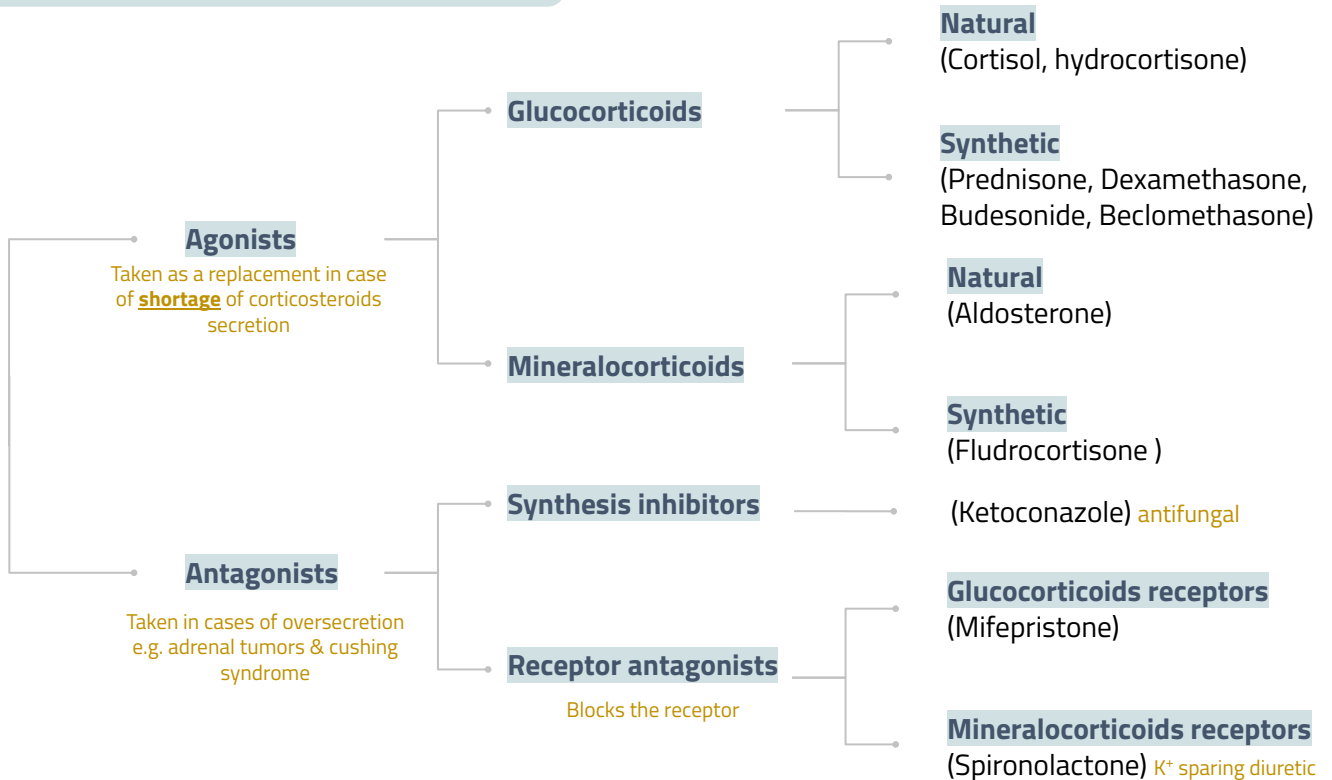 Natural
(Cortisol, hydrocortisone)
Glucocorticoids
Synthetic
(Prednisone, Dexamethasone,
Budesonide, Beclomethasone)
Agonists
Taken as a replacement in case
of shortage of corticosteroids
secretion
Natural
(Aldosterone)
Mineralocorticoids
Synthetic
(Fludrocortisone )
Synthesis inhibitors
(Ketoconazole) antifungal
Antagonists
Taken in cases of oversecretion
e.g. adrenal tumors & cushing
syndrome
Glucocorticoids receptors
(Mifepristone)
Receptor antagonists
Blocks the receptor
Mineralocorticoids receptors
(Spironolactone) K⁺ sparing diuretic